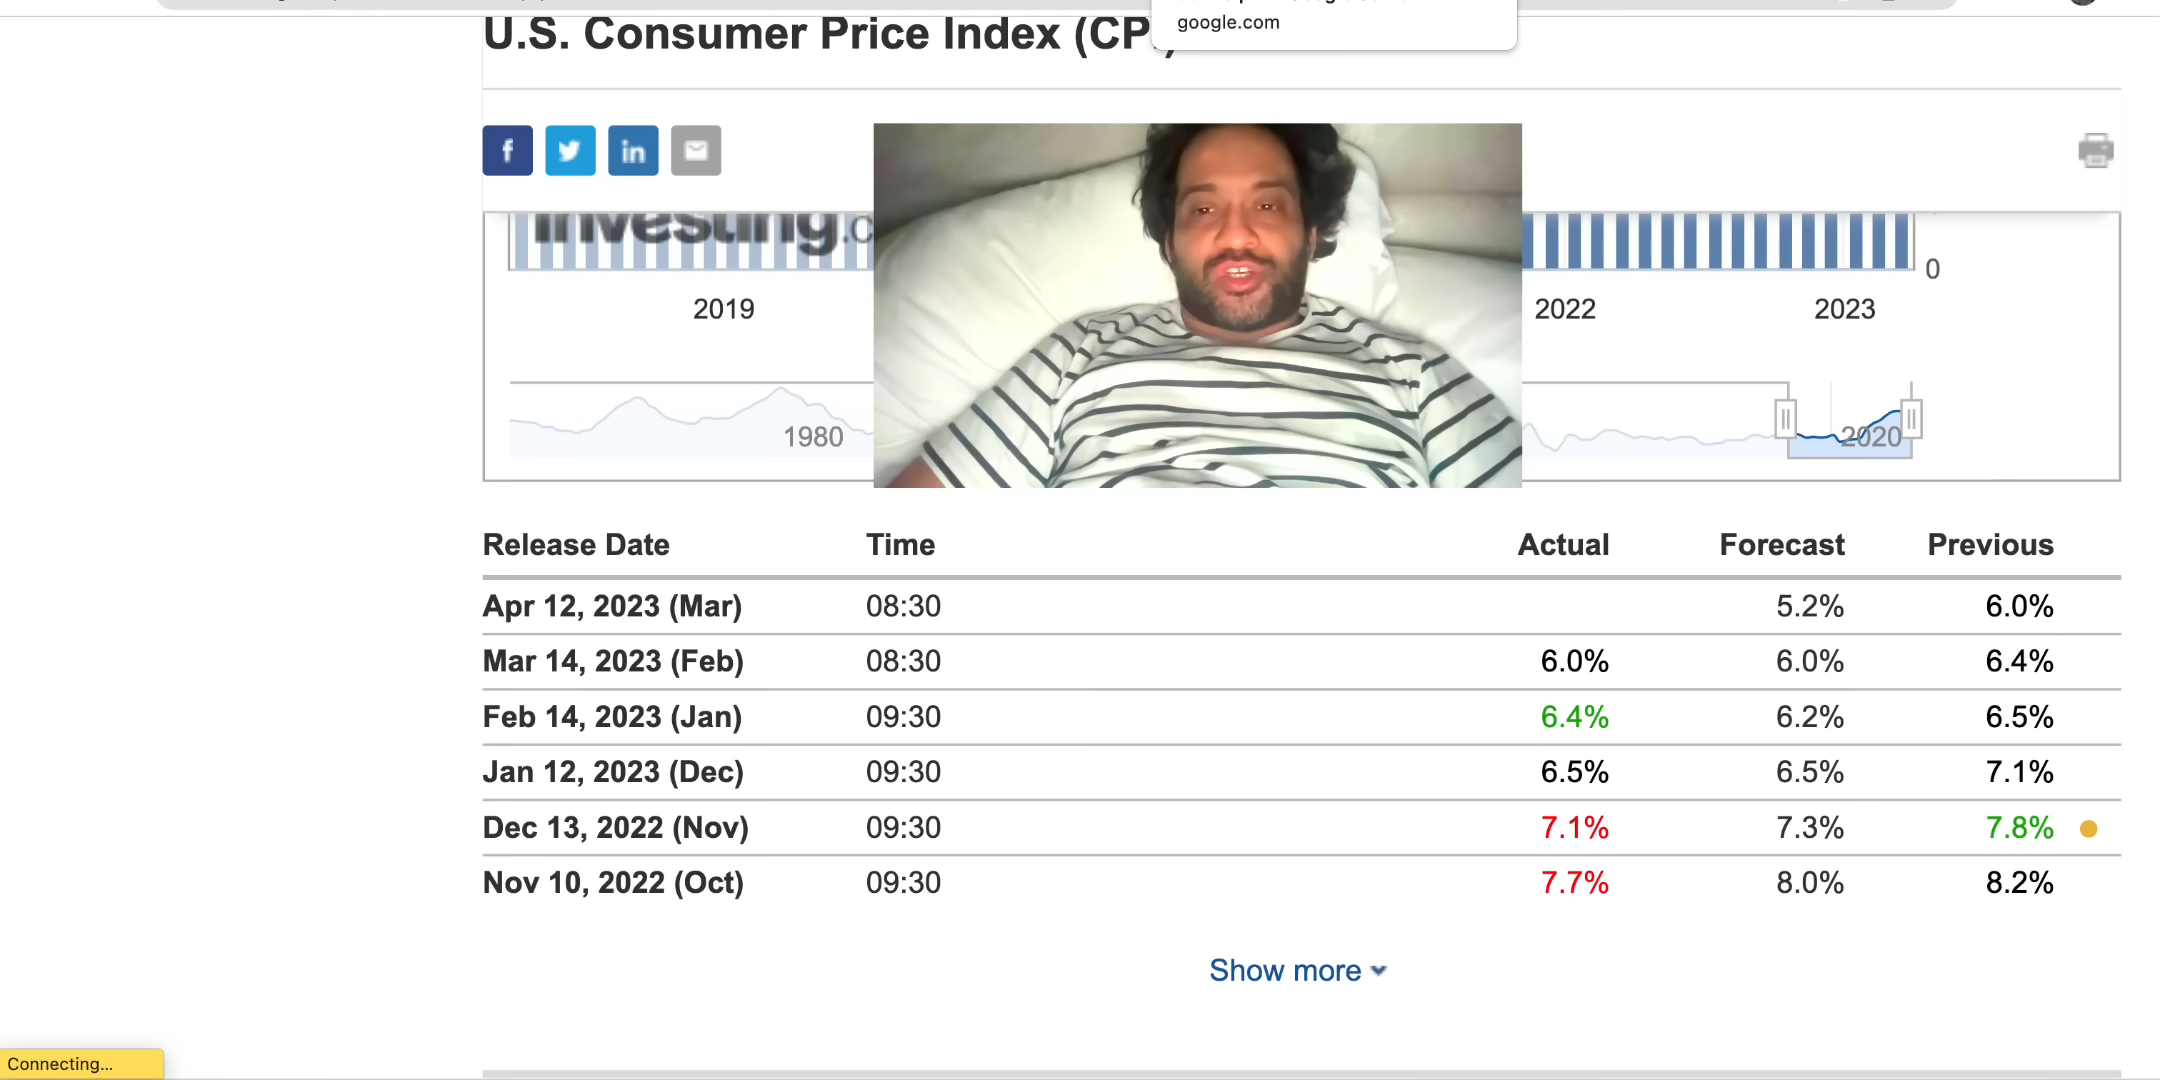 google.com
U.S. Consumer Price Index (CP
f in
Investing.c
0
2019 2022 2023
1980 2020
Release Date Time Actual Forecast Previous
Apr 12, 2023 (Mar) 08:30 5.2% 6.0%
Mar 14, 2023 (Feb) 08:30 6.0% 6.0% 6.4%
Feb 14, 2023 (Jan) 09:30 6.4% 6.2% 6.5%
Jan 12, 2023 (Dec) 09:30 6.5% 6.5% 7.1%
Dec 13, 2022 (Nov) 09:30 7.1% 7.3% 7.8%
Nov 10, 2022 (Oct) 09:30 7.7% 8.0% 8.2%
Show more
Connecting...